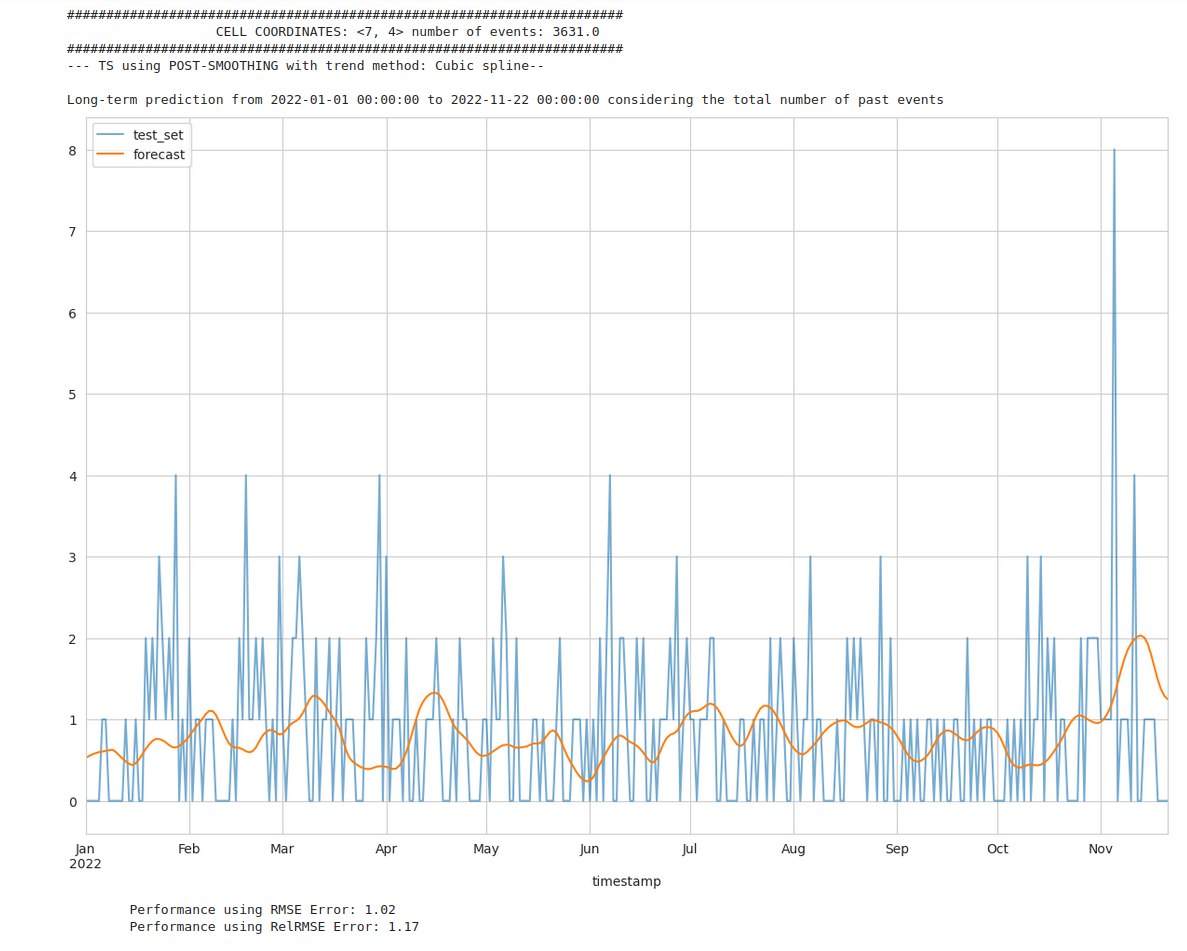 #######################################################################
CELL COORDINATES: <7, 4> number of events: 3631.0
#######################################################################
--- TS using POST-SMOOTHING with trend method: Cubic spline--
Long-term prediction from 2022-01-01 00:00:00 to 2022-11-22 00:00:00 considering the total number of past events
test_set
forecast
8
7
6
5
4
3
2
1
0
Jan Feb Mar Apr May Jun Jul Aug Sep Oct Nov
2022
timestamp
Performance using RMSE Error: 1.02
Performance using RelRMSE Error: 1.17